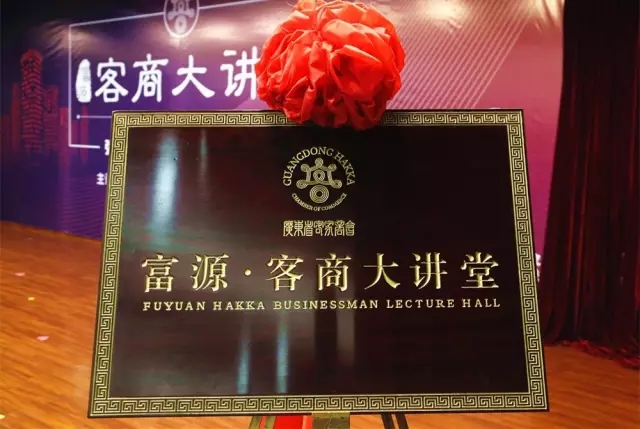 客商大讲
主
GUANGDONG HAKKA
CHAMBER OF COMMERCE
廣東省客家商會
富源·客商大讲堂
FUYUAN HAKKA BUSINESSMAN LECTURE HALL